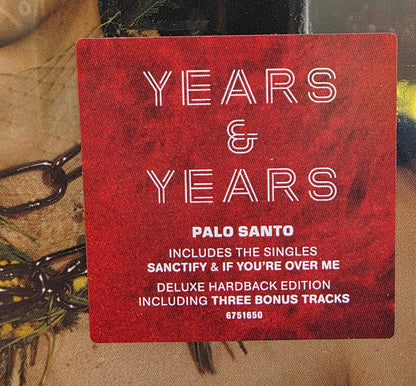 YEARS
&
YEARS
PALO SANTO
INCLUDES THE SINGLES
SANCTIFY & IF YOU'RE OVER ME
DELUXE HARDBACK EDITION
INCLUDING THREE BONUS TRACKS
6751650